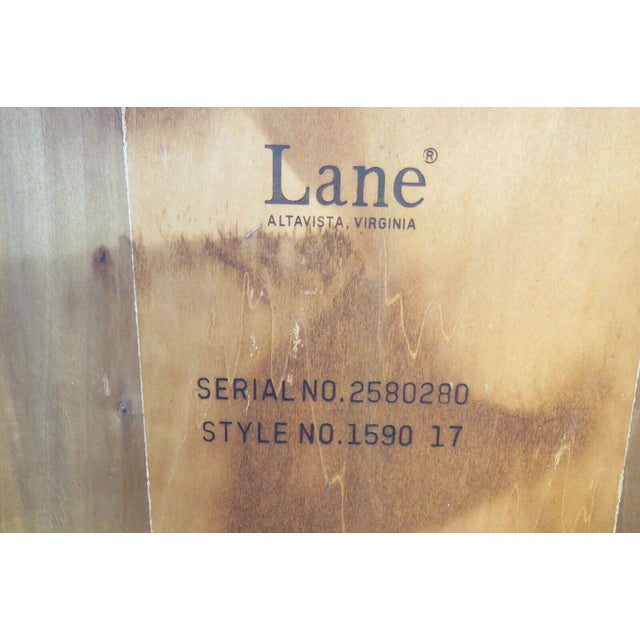 Lane®
ALTAVISTA, VIRGINIA
SERIAL NO. 2580280
STYLE NO. 1590 17